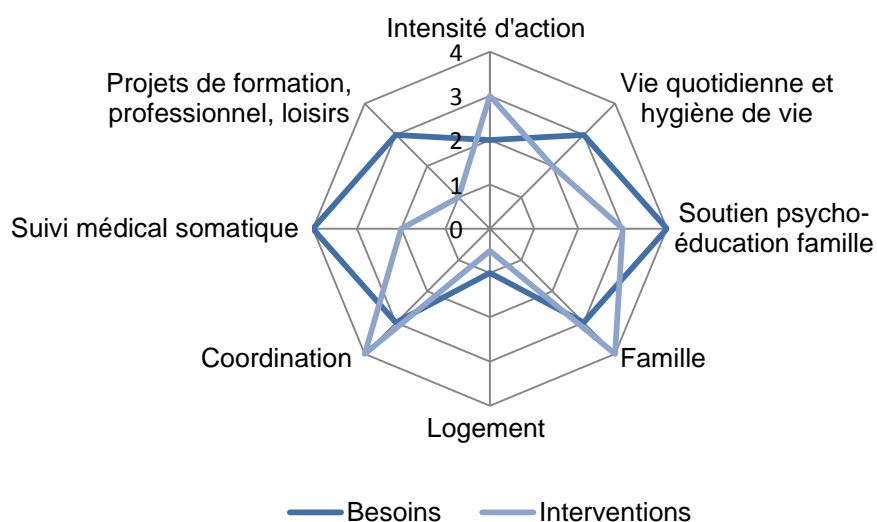 Intensité d'action
4
3
2
1
0
Projets de formation,
professionnel, loisirs
Vie quotidienne et
hygiène de vie
Suivi médical somatique
Soutien psycho-
éducation famille
Coordination
Famille
Logement
Besoins
Interventions